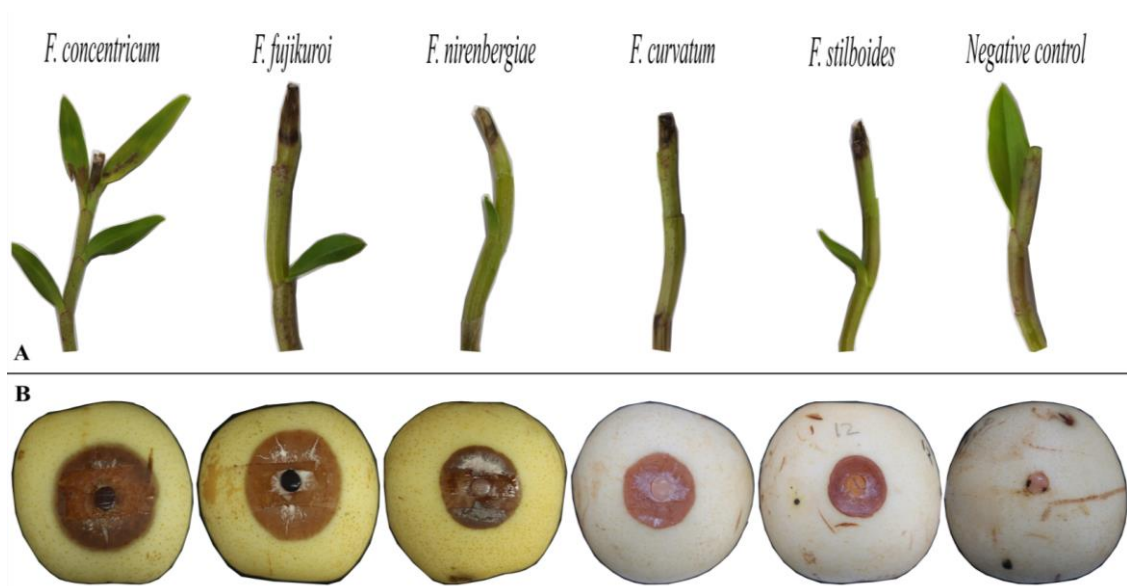 F. concentricum F. fujikuroi F. nirenbergiae F. curvatum F. stilboides Negative control
A
B
12